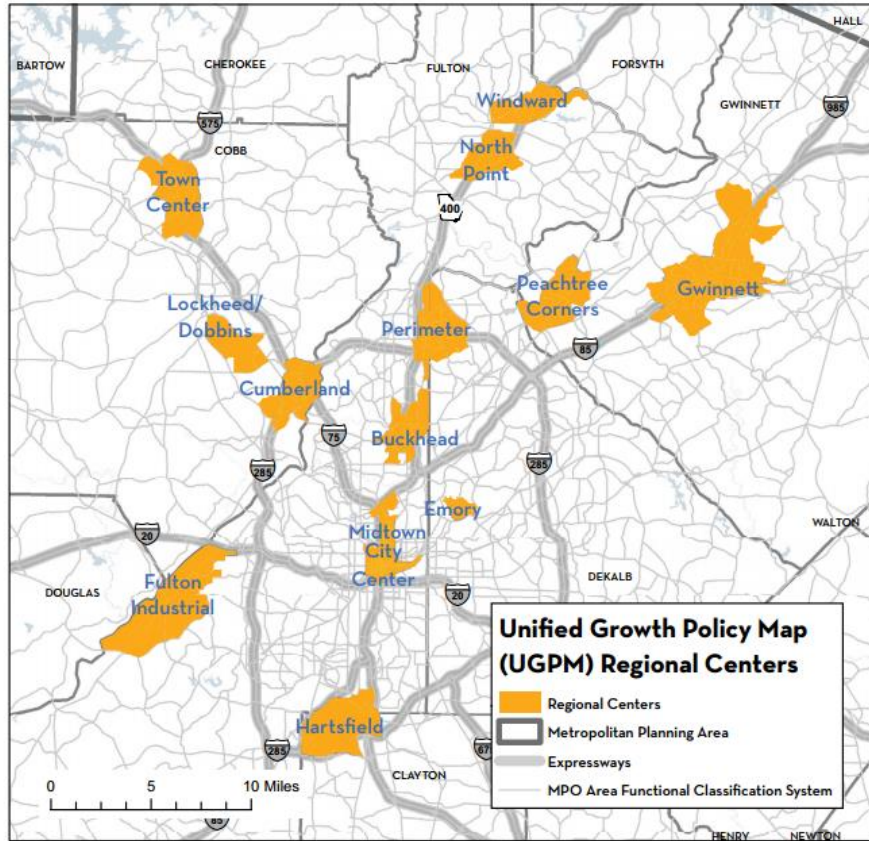 HALL
BARTOW
CHEROKEE
FULTON
FORSYTH
Windward
GWINNETT
985
575
COBB
North
Point
Town
Center
400
Peachtree
Corners
Gwinnett
Lockheed/
Dobbins
Perimeter
85
Cumberland
75
Buckhead
285
285
Emory
20
Midtown
City
Center
WALTON
DOUGLAS
Fulton
Industrial
DEKALB
20
Unified Growth Policy Map
(UGPM) Regional Centers
Regional Centers
Metropolitan Planning Area
Expressways
MPO Area Functional Classification System
Hartsfield
285
67
CLAYTON
0 5 10 Miles
85
HENRY
NEWTON